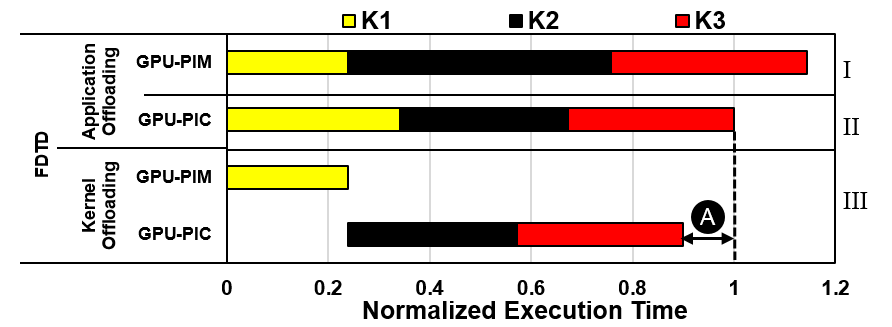 K1 K2 K3
FDTD
Application Offloading
GPU-PIM
I
GPU-PIC
II
Kernel Offloading
GPU-PIM
III
GPU-PIC
A
0 0.2 0.4 0.6 0.8 1 1.2
Normalized Execution Time